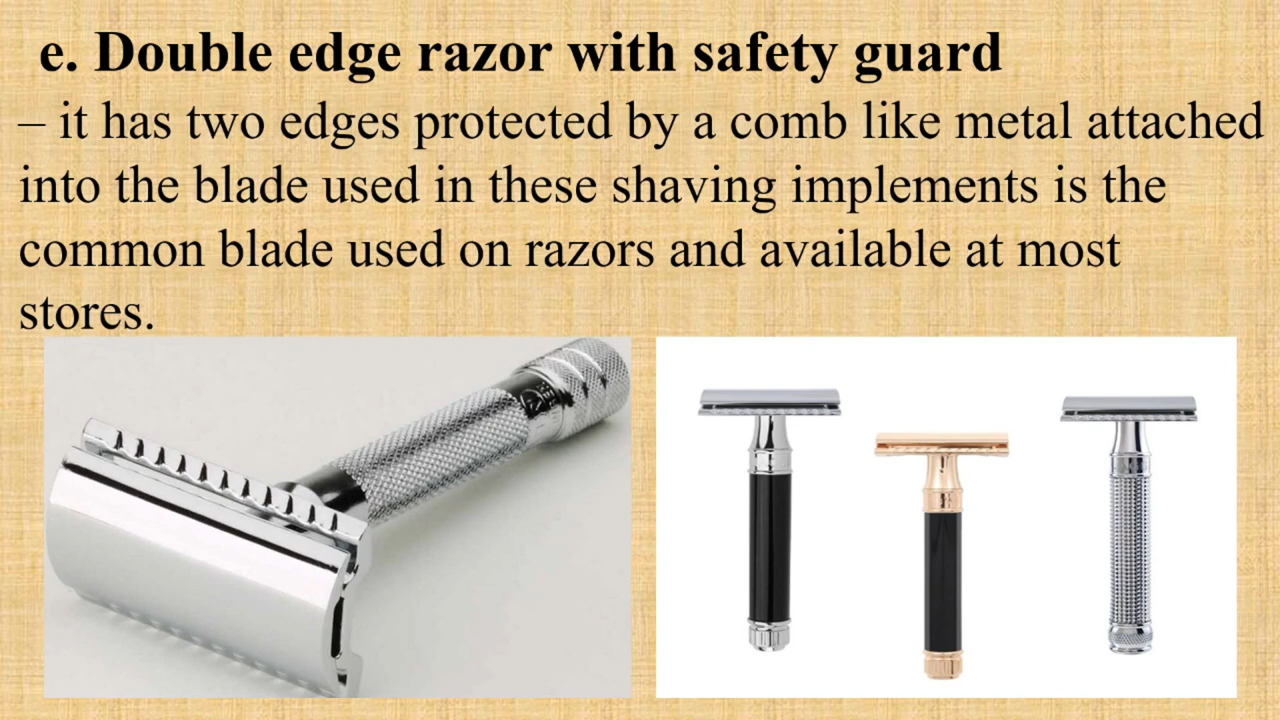 e. Double edge razor with safety guard
– it has two edges protected by a comb like metal attached
into the blade used in these shaving implements is the
common blade used on razors and available at most
stores.